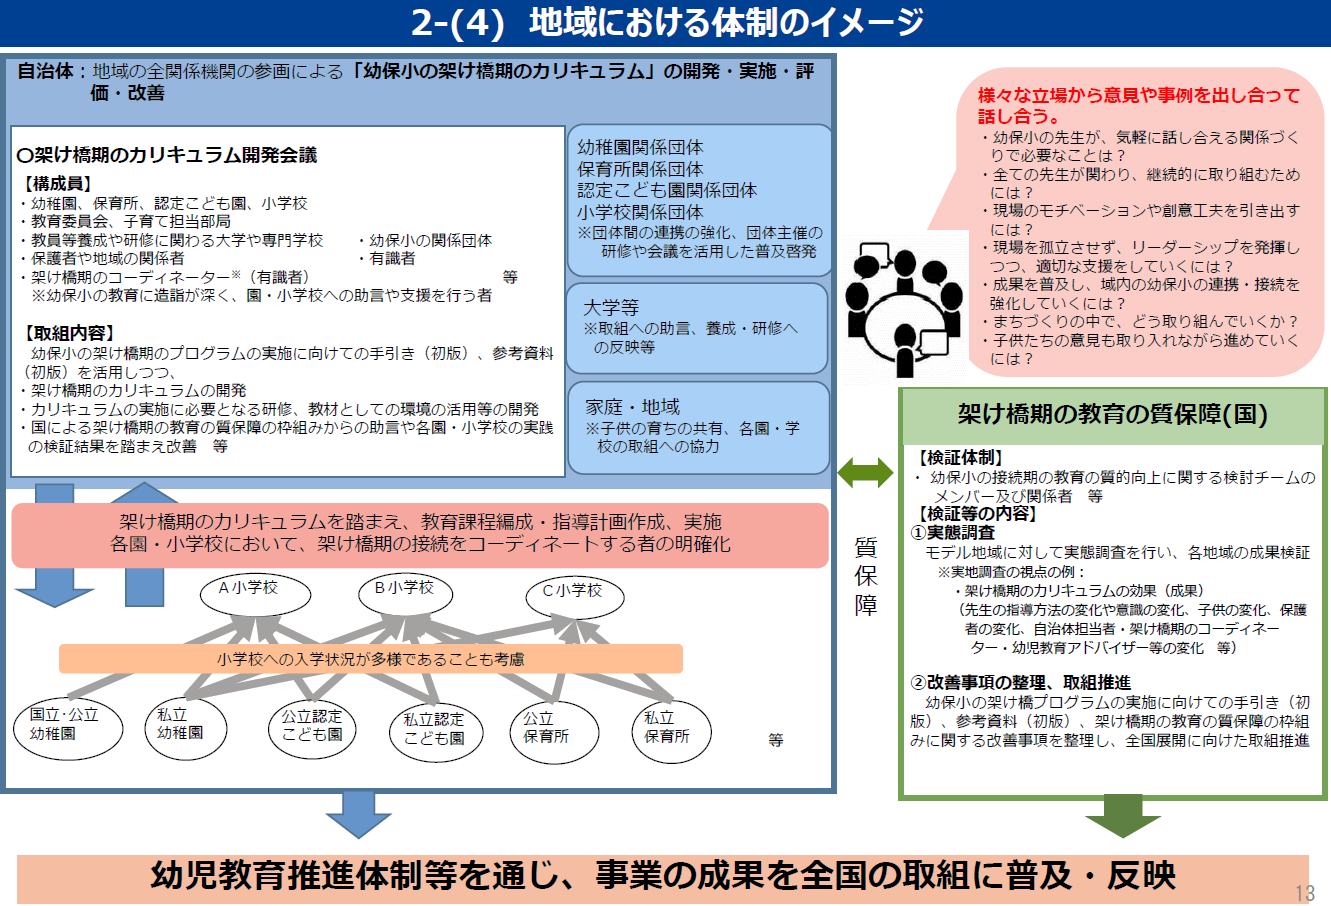 2-(4) 地域における体制のイメージ
自治体：地域の全関係機関の参画による「幼保小の架け橋期のカリキュラム」の開発・実施・評
価・改善
〇架け橋期のカリキュラム開発会議
【構成員】
・幼稚園、保育所、認定こども園、小学校
・教育委員会、子育て担当部局
・教員等養成や研修に関わる大学や専門学校　・幼保小の関係団体
・保護者や地域の関係者　・有識者
・架け橋期のコーディネーター※（有識者）　等
※幼保小の教育に造詣が深く、園・小学校への助言や支援を行う者
【取組内容】
幼保小の架け橋期のプログラムの実施に向けての手引き（初版）、参考資料
（初版）を活用しつつ、
・架け橋期のカリキュラムの開発
・カリキュラムの実施に必要となる研修、教材としての環境の活用等の開発
・国による架け橋期の教育の質保障の枠組みからの助言や各園・小学校の実践
の検証結果を踏まえ改善　等
幼稚園関係団体
保育所関係団体
認定こども園関係団体
小学校関係団体
※団体間の連携の強化、団体主催の
研修や会議を活用した普及啓発
大学等
※取組への助言、養成・研修へ
の反映等
家庭・地域
※子供の育ちの共有、各園・学
校の取組への協力
架け橋期のカリキュラムを踏まえ、教育課程編成・指導計画作成、実施
各園・小学校において、架け橋期の接続をコーディネートする者の明確化
Ａ小学校
Ｂ小学校
Ｃ小学校
小学校への入学状況が多様であることも考慮
国立・公立
幼稚園
私立
幼稚園
公立認定
こども園
私立認定
こども園
公立
保育所
私立
保育所
等
様々な立場から意見や事例を出し合って
話し合う。
・幼保小の先生が、気軽に話し合える関係づく
りで必要なことは？
・全ての先生が関わり、継続的に取り組むため
には？
・現場のモチベーションや創意工夫を引き出す
には？
・現場を孤立させず、リーダーシップを発揮し
つつ、適切な支援をしていくには？
・成果を普及し、域内の幼保小の連携・接続を
強化していくには？
・まちづくりの中で、どう取り組んでいくか？
・子供たちの意見も取り入れながら進めていく
には？
質保障
架け橋期の教育の質保障(国)
【検証体制】
・ 幼保小の接続期の教育の質的向上に関する検討チームの
メンバー及び関係者　等
【検証等の内容】
①実態調査
モデル地域に対して実態調査を行い、各地域の成果検証
※実地調査の視点の例：
・架け橋期のカリキュラムの効果（成果）
（先生の指導方法の変化や意識の変化、子供の変化、保護
者の変化、自治体担当者・架け橋期のコーディネー
ター・幼児教育アドバイザー等の変化　等）
②改善事項の整理、取組推進
幼保小の架け橋プログラムの実施に向けての手引き（初
版）、参考資料（初版）、架け橋期の教育の質保障の枠組
みに関する改善事項を整理し、全国展開に向けた取組推進
幼児教育推進体制等を通じ、事業の成果を全国の取組に普及・反映
13